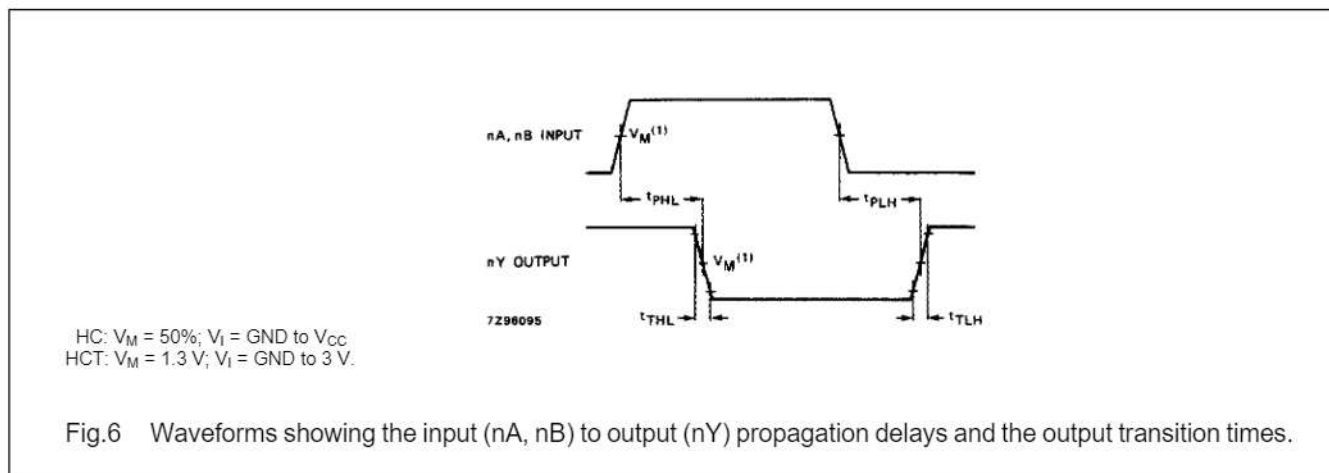 nA, nB INPUT
VM(1)
tPHL
tPLH
nY OUTPUT
VM(1)
7Z96095
tTHL
tTLH
HC: VM = 50%; VI = GND to VCC
HCT: VM = 1.3 V; VI = GND to 3 V.
Fig.6 Waveforms showing the input (nA, nB) to output (nY) propagation delays and the output transition times.